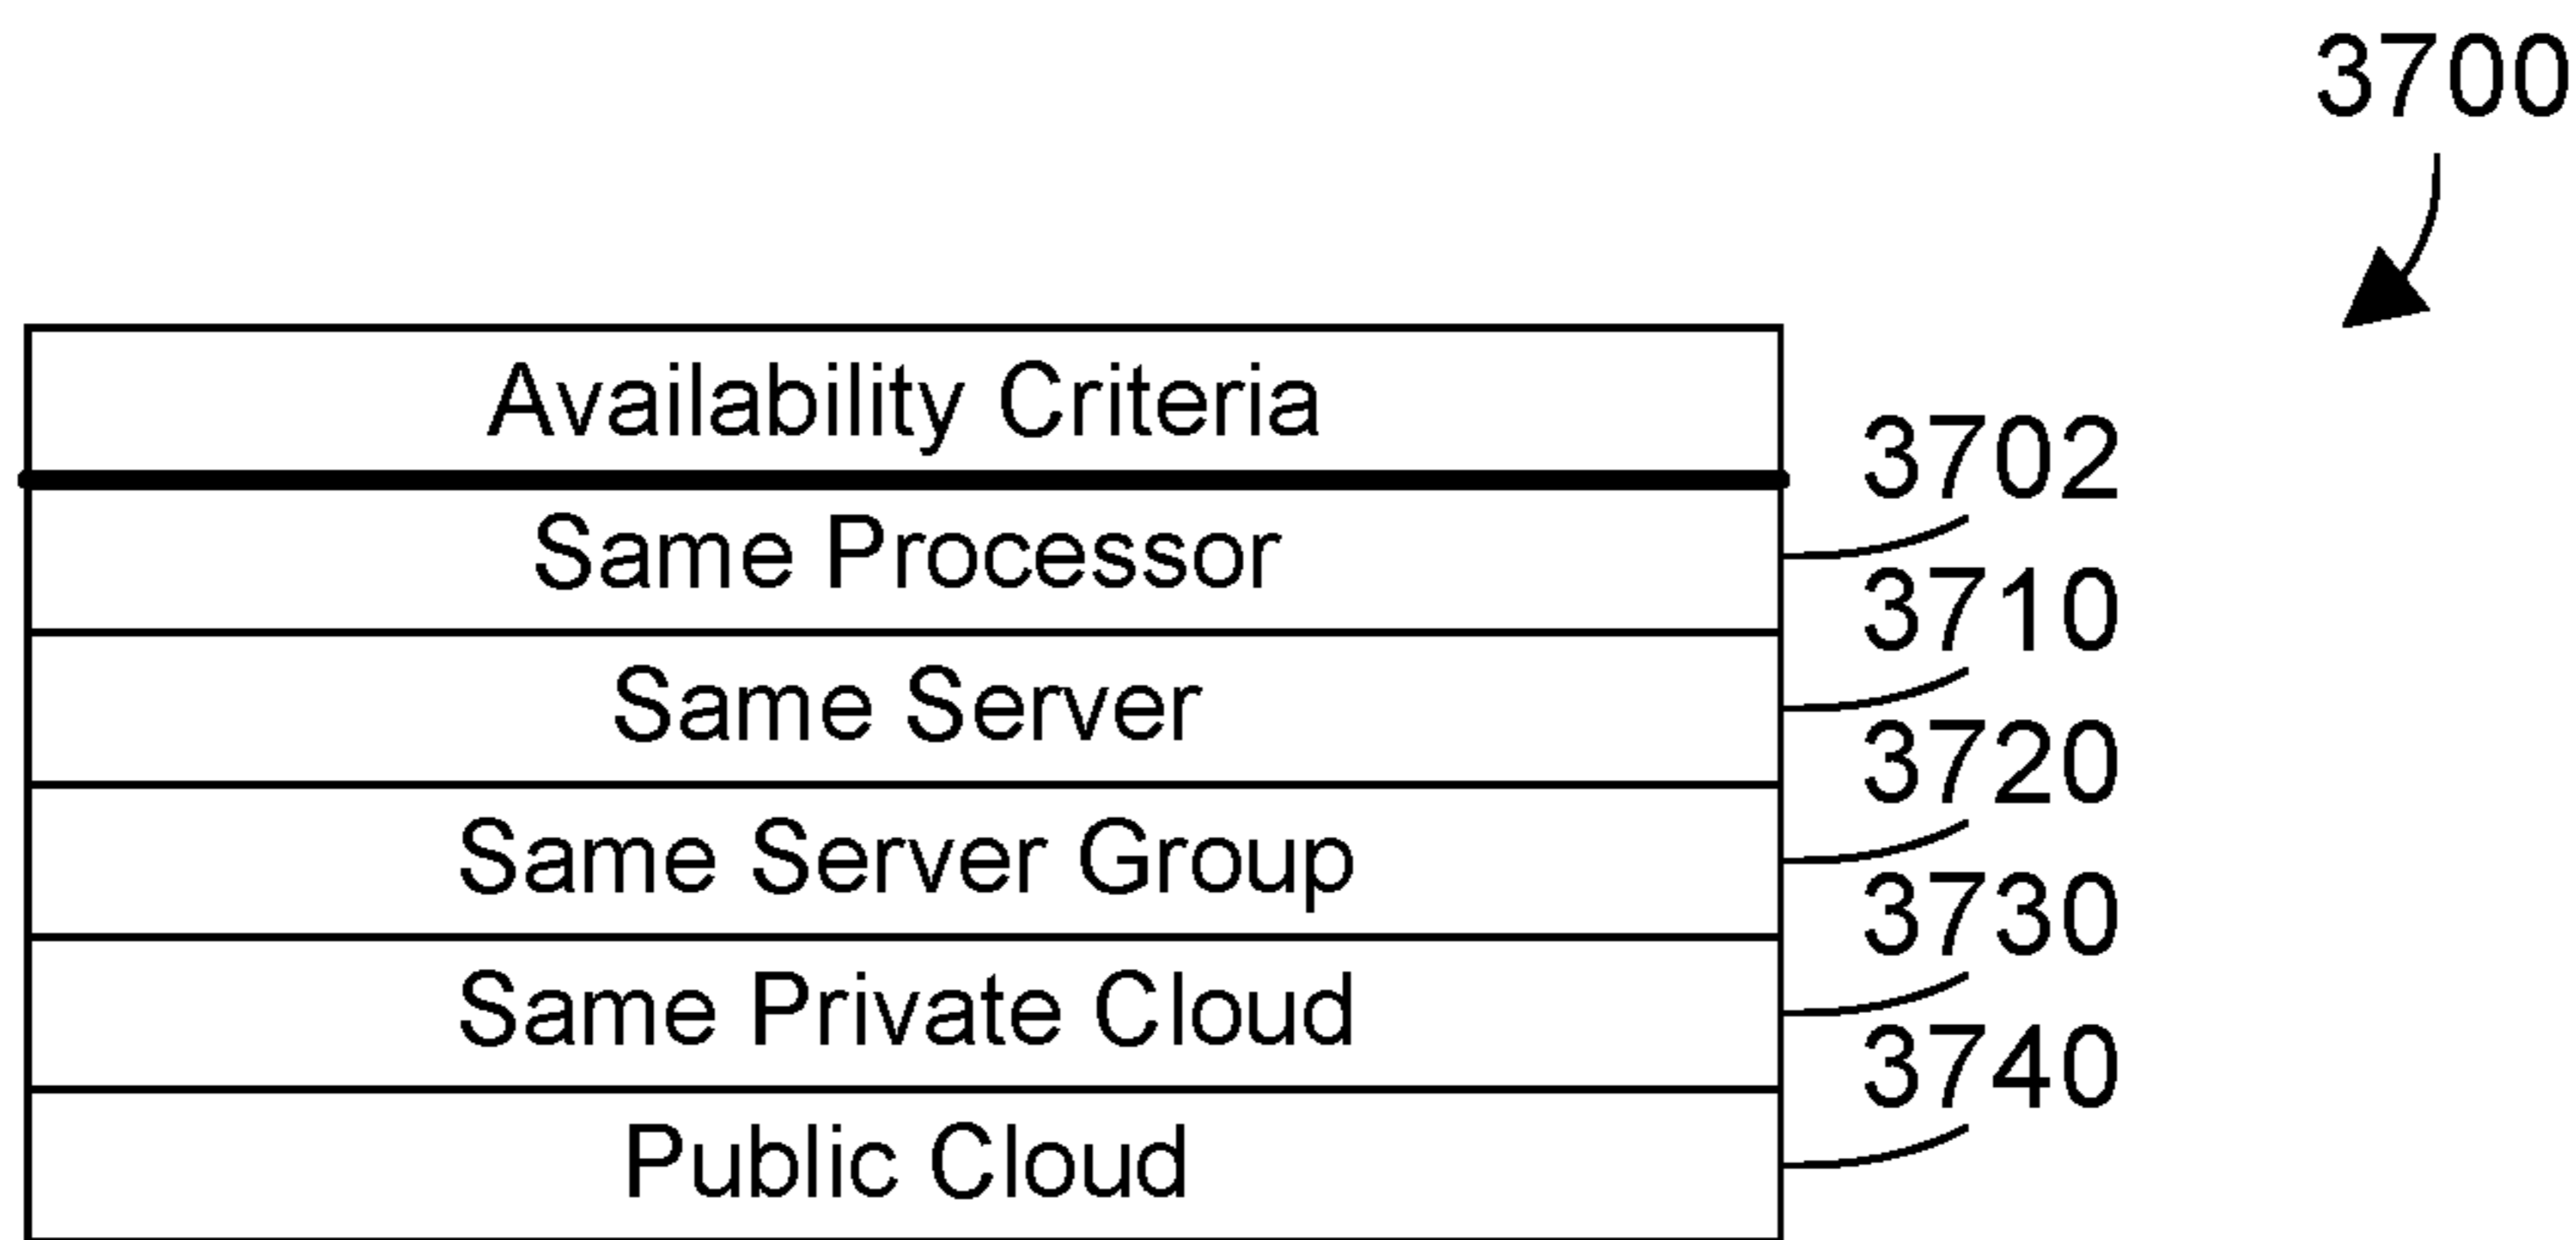 3700
Availability Criteria
3702
Same Processor
3710
Same Server
3720
Same Server Group
3730
Same Private Cloud
3740
Public Cloud